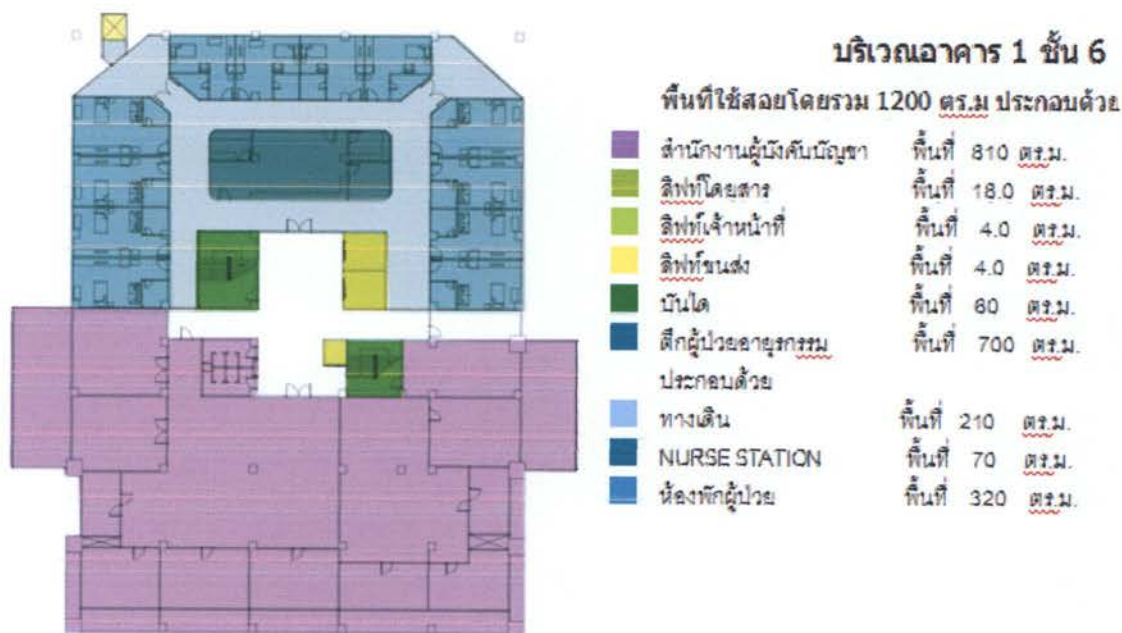 บริเวณอาคาร 1 ชั้น 6
พื้นที่ใช้สอยโดยรวม 1200 ตร.ม ประกอบด้วย
สำนักงานผู้บังคับบัญชา พื้นที่ 810 ตร.ม.
ลิฟท์โดยสาร พื้นที่ 18.0 ตร.ม.
ลิฟท์เจ้าหน้าที่ พื้นที่ 4.0 ตร.ม.
ลิฟท์ขนส่ง พื้นที่ 4.0 ตร.ม.
บันได พื้นที่ 60 ตร.ม.
ตึกผู้ป่วยอายุรกรรม พื้นที่ 700 ตร.ม.
ประกอบด้วย
ทางเดิน พื้นที่ 210 ตร.ม.
NURSE STATION พื้นที่ 70 ตร.ม.
ห้องพักผู้ป่วย พื้นที่ 320 ตร.ม.